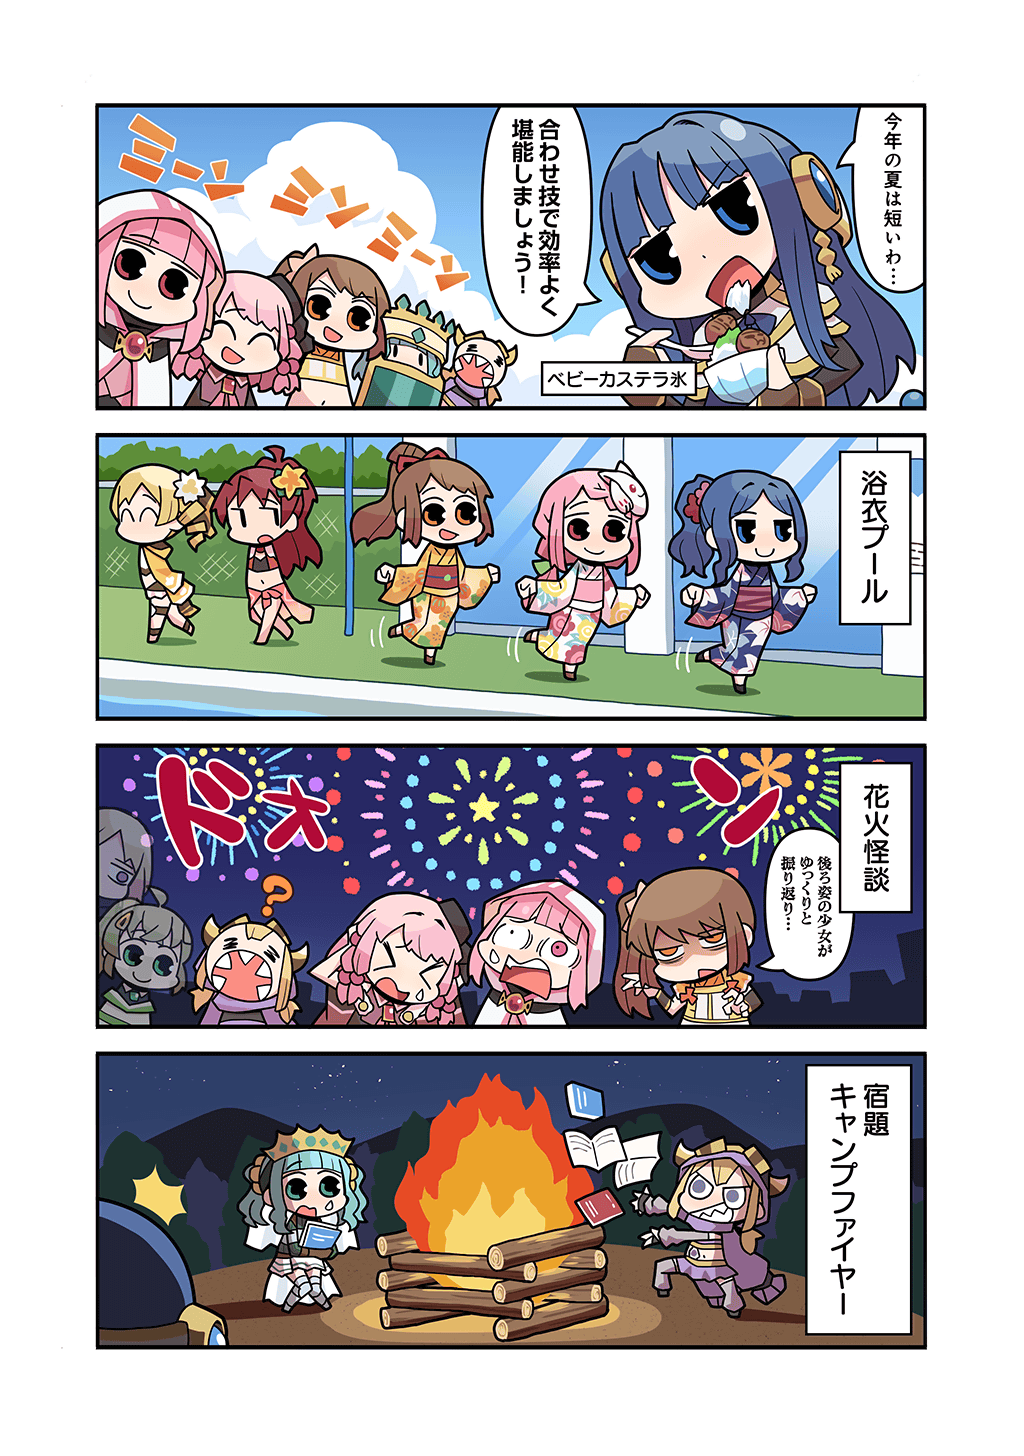 今年の夏は短いわ…
合わせ技で効率よく
堪能しましょう！
ミーンミンミンミーン
ベビーカステラ氷
浴衣プール
花火怪談
ドォン
後ろ姿の少女が
ゆっくりと
振り返り…
?
宿題
キャンプファイヤー